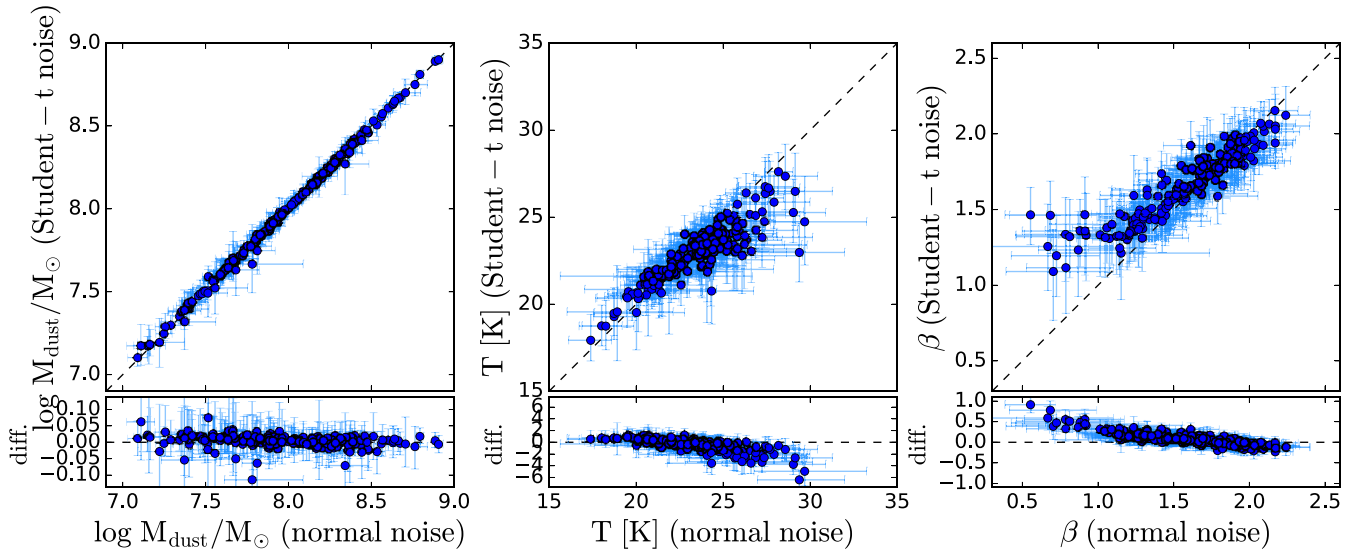 log M_dust/M_⊙ (Student − t noise)
9.0
8.5
8.0
7.5
7.0
diff.
0.10
0.05
0.00
−0.05
−0.10
7.0 7.5 8.0 8.5 9.0
log M_dust/M_⊙ (normal noise)
T [K] (Student − t noise)
35
30
25
20
15
diff.
6
4
2
0
−2
−4
−6
15 20 25 30 35
T [K] (normal noise)
β (Student − t noise)
2.5
2.0
1.5
1.0
0.5
diff.
1.0
0.5
0.0
−0.5
−1.0
0.5 1.0 1.5 2.0 2.5
β (normal noise)